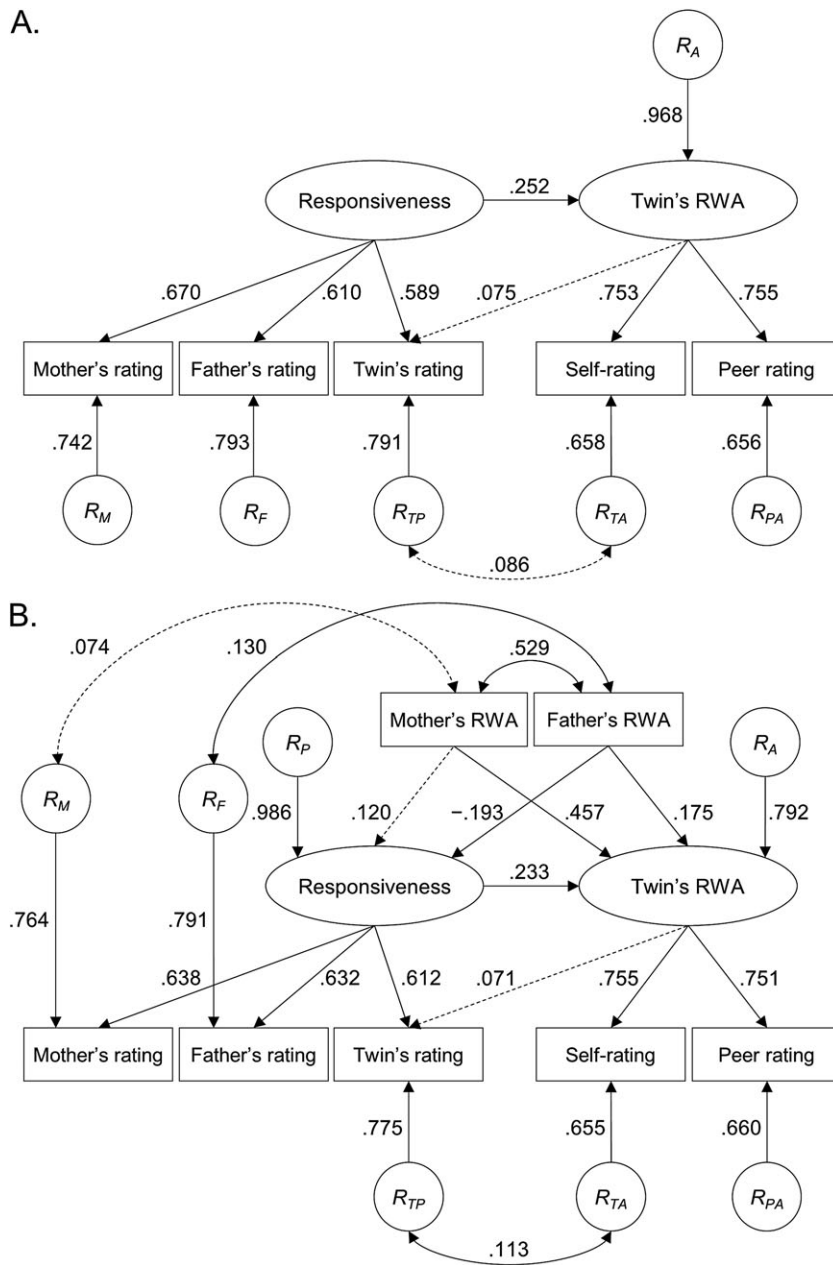 A.
R_A
.968
Responsiveness
.252
Twin's RWA
.670
.610
.589
.075
.753
.755
Mother's rating
Father's rating
Twin's rating
Self-rating
Peer rating
.742
.793
.791
.658
.656
R_M
R_F
R_TP
R_TA
R_PA
.086
B.
.074
.130
.529
Mother's RWA
Father's RWA
R_P
R_A
R_M
R_F
.986
.120
−.193
.457
.175
.792
Responsiveness
.233
Twin's RWA
.764
.791
.638
.632
.612
.071
.755
.751
Mother's rating
Father's rating
Twin's rating
Self-rating
Peer rating
.775
.655
.660
R_TP
R_TA
R_PA
.113